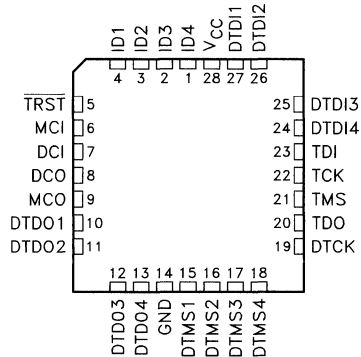 ID1 ID2 ID3 ID4 VCC DTDI1 DTDI2
4 3 2 1 28 27 26
TRST 5
MCI 6
DCI 7
DCO 8
MCO 9
DTDO1 10
DTDO2 11
25 DTDI3
24 DTDI4
23 TDI
22 TCK
21 TMS
20 TDO
19 DTCK
12 13 14 15 16 17 18
DTDO3 DTDO4 GND DTMS1 DTMS2 DTMS3 DTMS4